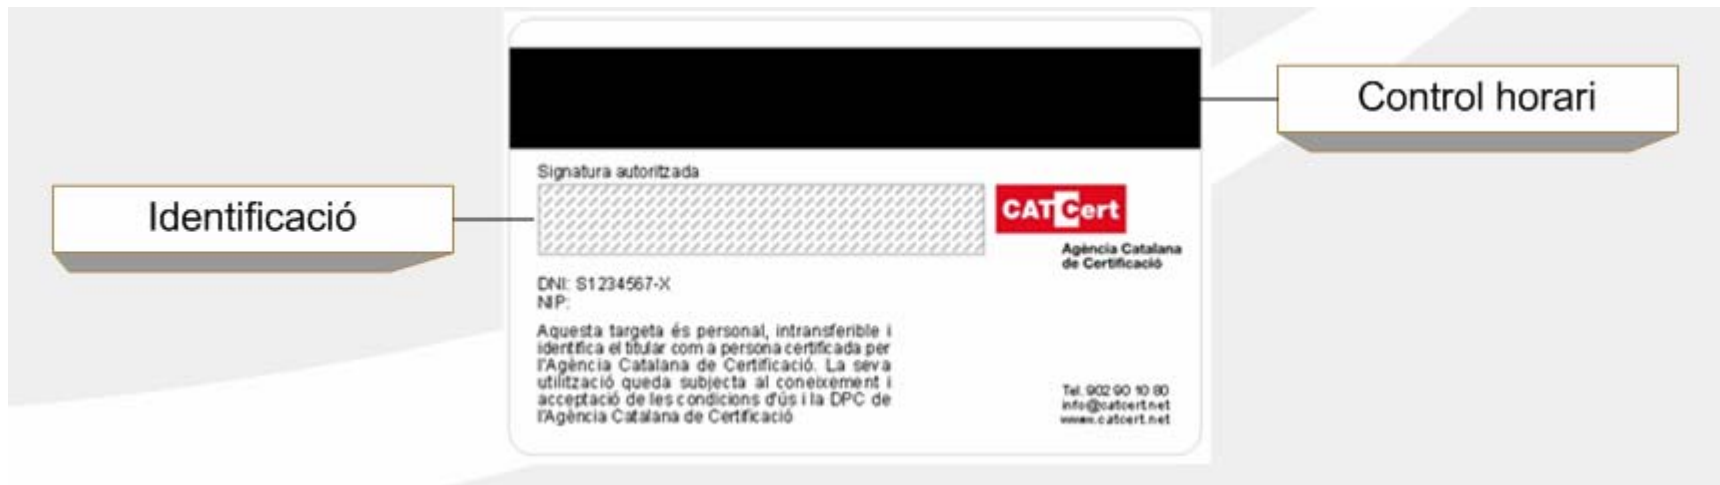 Control horari
Signatura autoritzada
Identificació
CATCert
Agència Catalana
de Certificació
DNI: S1234567-X
NIP:
Aquesta targeta és personal, intransferible i
identifica el titular com a persona certificada per
l'Agència Catalana de Certificació. La seva
utilització queda subjecta al coneixement i
acceptació de les condicions d'ús i la DPC de
l'Agència Catalana de Certificació
Tel. 902 90 10 80
info@catcert.net
www.catcert.net